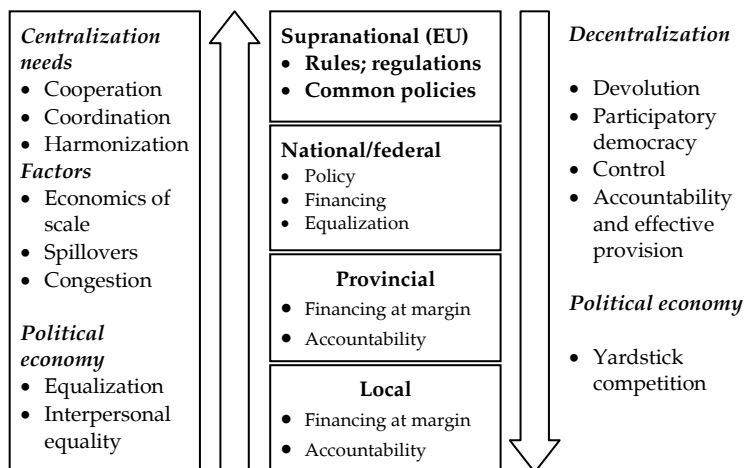 Centralization
needs
• Cooperation
• Coordination
• Harmonization
Factors
• Economics of
scale
• Spillovers
• Congestion
Political
economy
• Equalization
• Interpersonal
equality
Supranational (EU)
• Rules; regulations
• Common policies
National/federal
• Policy
• Financing
• Equalization
Provincial
• Financing at margin
• Accountability
Local
• Financing at margin
• Accountability
Decentralization
• Devolution
• Participatory
democracy
• Control
• Accountability
and effective
provision
Political economy
• Yardstick
competition